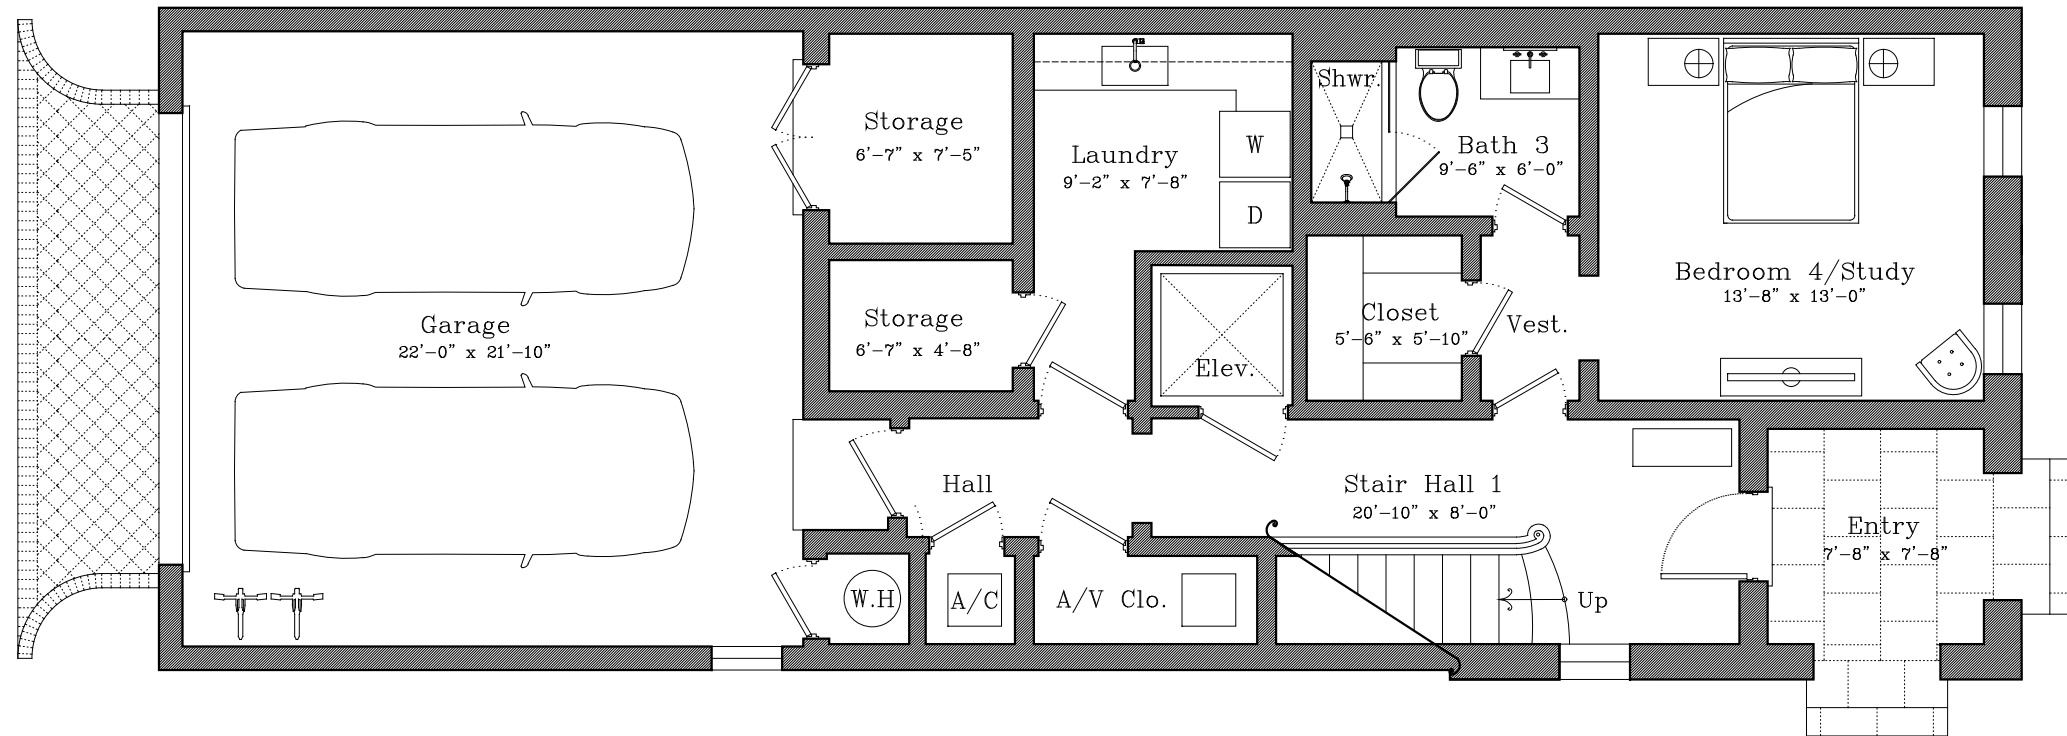 Garage
22'-0" x 21'-10"
Storage
6'-7" x 7'-5"
Storage
6'-7" x 4'-8"
Laundry
9'-2" x 7'-8"
W
D
Shwr.
Bath 3
9'-6" x 6'-0"
Bedroom 4/Study
13'-8" x 13'-0"
Closet
5'-6" x 5'-10"
Vest.
Elev.
Hall
Stair Hall 1
20'-10" x 8'-0"
Entry
7'-8" x 7'-8"
W.H
A/C
A/V Clo.
Up